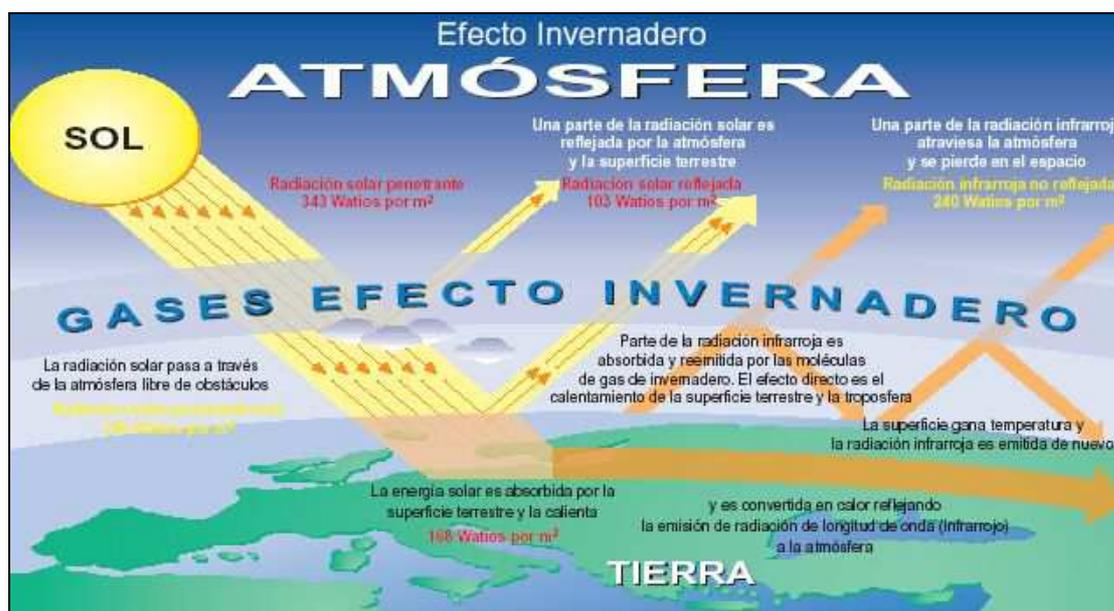 Efecto Invernadero
ATMÓSFERA
SOL
Una parte de la radiación solar es
reflejada por la atmósfera
y la superficie terrestre
Radiación solar reflejada
103 Watios por m²
Una parte de la radiación infrarroja
atraviesa la atmósfera
y se pierde en el espacio
Radiación infrarroja no reflejada
240 Watios por m²
Radiación solar penetrante
343 Watios por m²
GASES EFECTO INVERNADERO
La radiación solar pasa a través
de la atmósfera libre de obstáculos
Watios por m²
Parte de la radiación infrarroja es
absorbida y reemitida por las moléculas
de gas de invernadero. El efecto directo es el
calentamiento de la superficie terrestre y la troposfera
La superficie gana temperatura y
la radiación infrarroja es emitida de nuevo
La energía solar es absorbida por la
superficie terrestre y la calienta
168 Watios por m²
y es convertida en calor reflejando
la emisión de radiación de longitud de onda (infrarrojo)
a la atmósfera
TIERRA